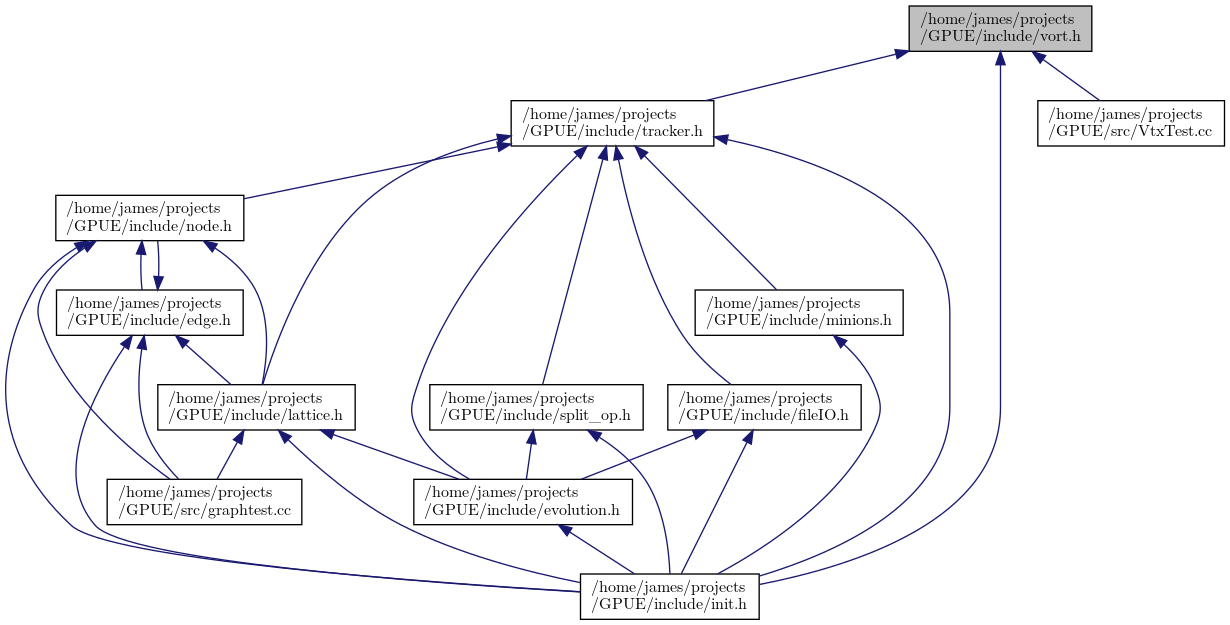 /home/james/projects
/GPUE/include/vort.h
/home/james/projects
/GPUE/include/tracker.h
/home/james/projects
/GPUE/src/VtxTest.cc
/home/james/projects
/GPUE/include/node.h
/home/james/projects
/GPUE/include/edge.h
/home/james/projects
/GPUE/include/minions.h
/home/james/projects
/GPUE/include/lattice.h
/home/james/projects
/GPUE/include/split_op.h
/home/james/projects
/GPUE/include/fileIO.h
/home/james/projects
/GPUE/src/graphtest.cc
/home/james/projects
/GPUE/include/evolution.h
/home/james/projects
/GPUE/include/init.h